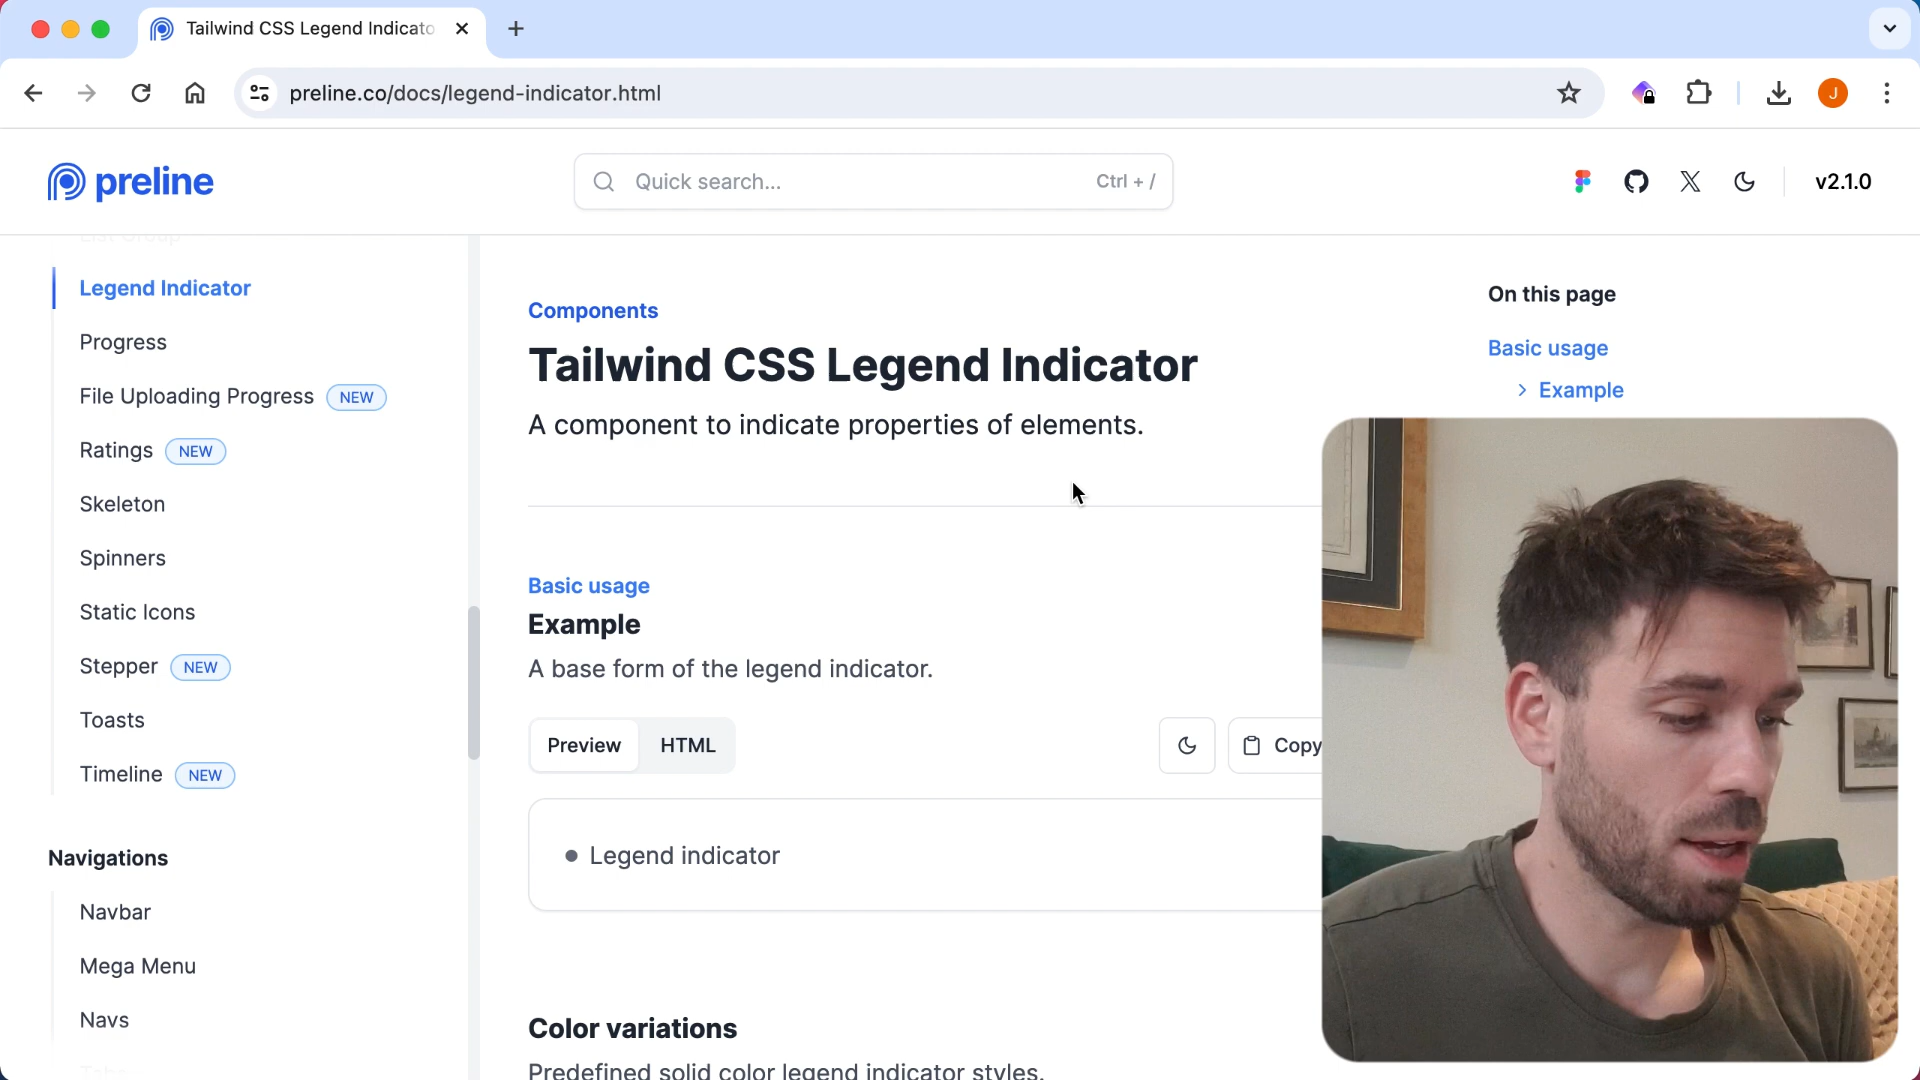 Tailwind CSS Legend Indicato
preline.co/docs/legend-indicator.html
J
preline
Quick search...
Ctrl + /
v2.1.0
List Group
Legend Indicator
Progress
File Uploading Progress NEW
Ratings NEW
Skeleton
Spinners
Static Icons
Stepper NEW
Toasts
Timeline NEW
Navigations
Navbar
Mega Menu
Navs
Tabs
Components
Tailwind CSS Legend Indicator
A component to indicate properties of elements.
Basic usage
Example
A base form of the legend indicator.
Preview
HTML
Copy
Legend indicator
Color variations
Predefined solid color legend indicator styles.
On this page
Basic usage
Example